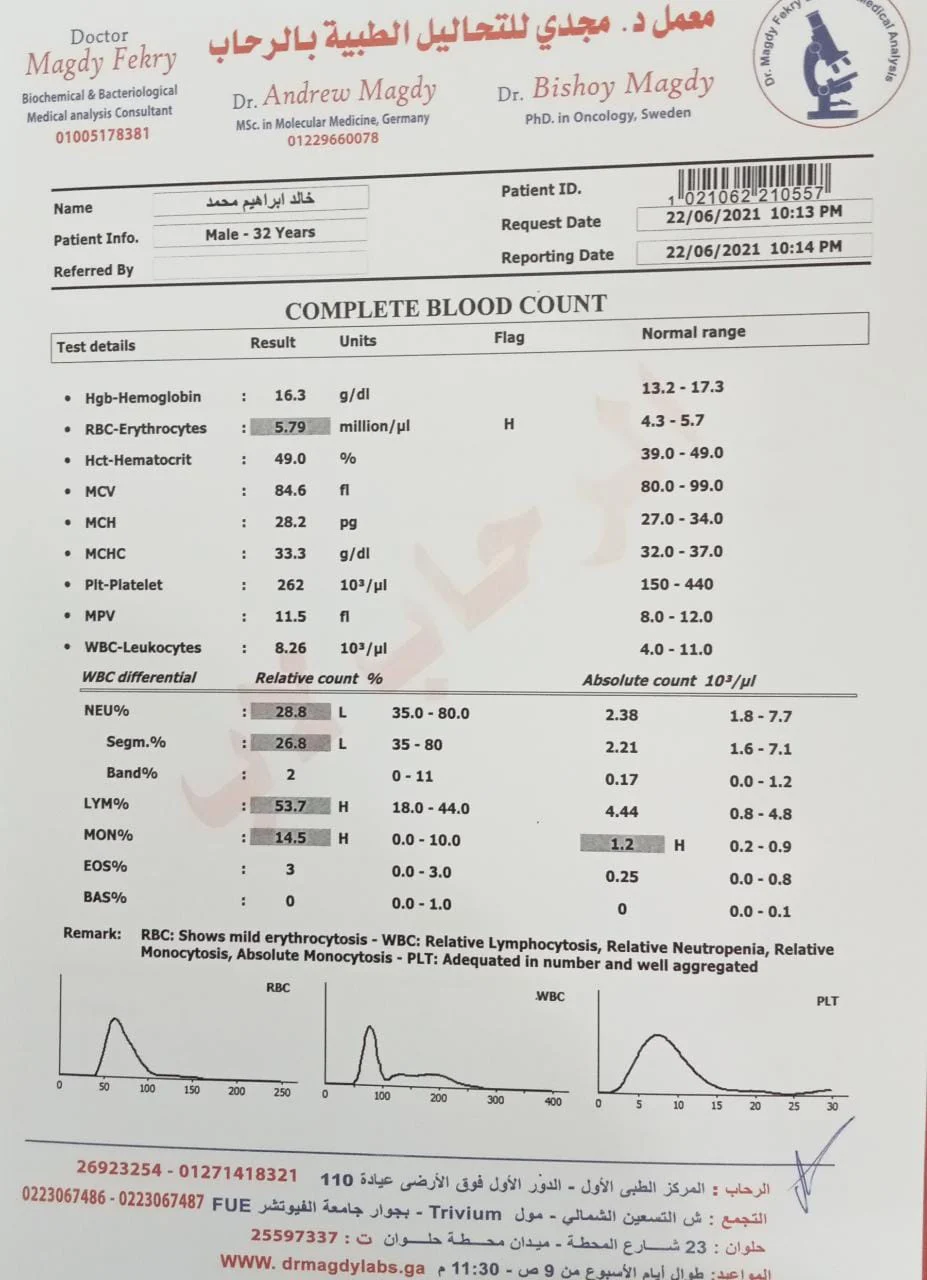 Doctor
Magdy Fekry
Biochemical & Bacteriological
Medical analysis Consultant
01005178381
معمل د. مجدي للتحاليل الطبية بالرحاب
Dr. Andrew Magdy
MSc. in Molecular Medicine, Germany
01229660078
Dr. Bishoy Magdy
PhD. in Oncology, Sweden
Dr. Magdy Fekry
Medical Analysis
Name خالد ابراهيم محمد
Patient Info. Male - 32 Years
Referred By
Patient ID. 1 021062 210557
Request Date 22/06/2021 10:13 PM
Reporting Date 22/06/2021 10:14 PM
COMPLETE BLOOD COUNT
Test details Result Units Flag Normal range
• Hgb-Hemoglobin : 16.3 g/dl 13.2 - 17.3
• RBC-Erythrocytes : 5.79 million/µl H 4.3 - 5.7
• Hct-Hematocrit : 49.0 % 39.0 - 49.0
• MCV : 84.6 fl 80.0 - 99.0
• MCH : 28.2 pg 27.0 - 34.0
• MCHC : 33.3 g/dl 32.0 - 37.0
• Plt-Platelet : 262 10³/µl 150 - 440
• MPV : 11.5 fl 8.0 - 12.0
• WBC-Leukocytes : 8.26 10³/µl 4.0 - 11.0
WBC differential Relative count % Absolute count 10³/µl
NEU% : 28.8 L 35.0 - 80.0 2.38 1.8 - 7.7
Segm.% : 26.8 L 35 - 80 2.21 1.6 - 7.1
Band% : 2 0 - 11 0.17 0.0 - 1.2
LYM% : 53.7 H 18.0 - 44.0 4.44 0.8 - 4.8
MON% : 14.5 H 0.0 - 10.0 1.2 H 0.2 - 0.9
EOS% : 3 0.0 - 3.0 0.25 0.0 - 0.8
BAS% : 0 0.0 - 1.0 0 0.0 - 0.1
Remark: RBC: Shows mild erythrocytosis - WBC: Relative Lymphocytosis, Relative Neutropenia, Relative
Monocytosis, Absolute Monocytosis - PLT: Adequated in number and well aggregated
RBC
0 50 100 150 200 250
WBC
0 100 200 300 400
PLT
0 5 10 15 20 25 30
الرحاب : المركز الطبى الأول - الدور الأول فوق الأرضى عيادة 110 26923254 - 01271418321
التجمع : ش التسعين الشمالي - مول Trivium - بجوار جامعة الفيوتشر FUE 0223067486 - 0223067487
حلوان : 23 شارع المحطة - ميدان محطة حلوان ت : 25597337
المواعيد: طوال أيام الأسبوع من 9 ص - 11:30 م WWW. drmagdylabs.ga